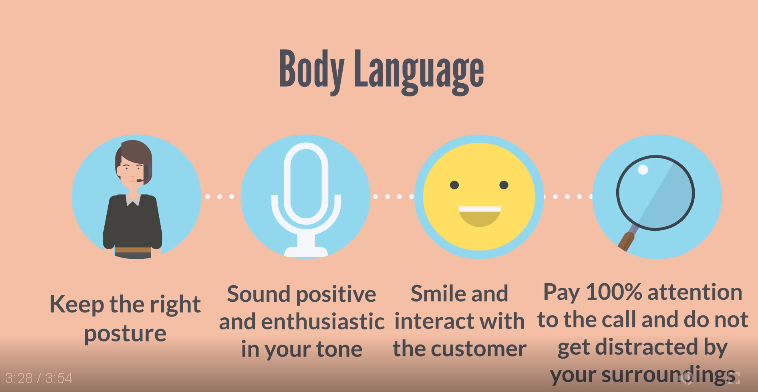 Body Language
Keep the right
posture
Sound positive
and enthusiastic
in your tone
Smile and
interact with
the customer
Pay 100% attention
to the call and do not
get distracted by
your surroundings
3:28 / 3:54